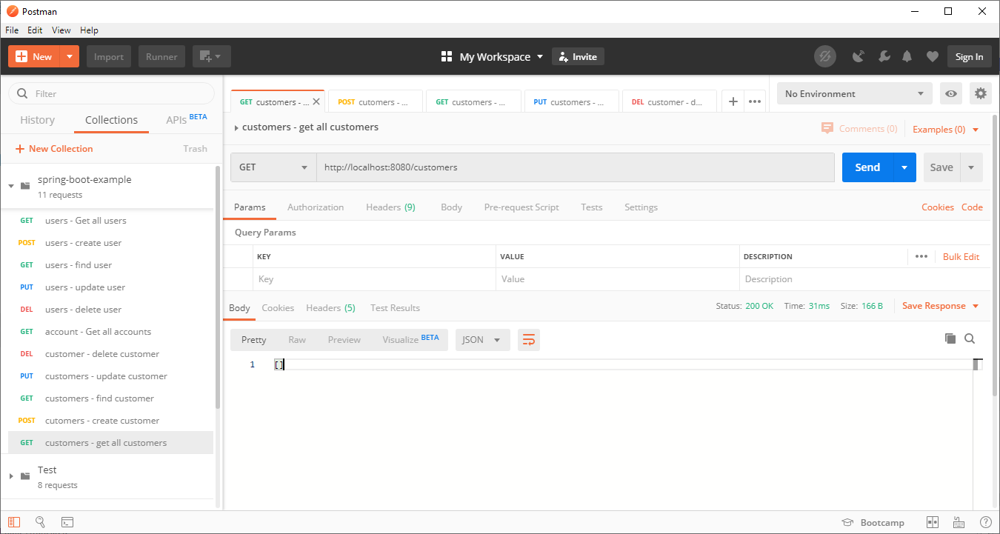 Postman
File Edit View Help
New Import Runner My Workspace Invite Sign In
Filter
History Collections APIs BETA
New Collection Trash
spring-boot-example
11 requests
GET users - Get all users
POST users - create user
GET users - find user
PUT users - update user
DEL users - delete user
GET account - Get all accounts
DEL customer - delete customer
PUT customers - update customer
GET customers - find customer
POST cutomers - create customer
GET customers - get all customers
Test
8 requests
GET customers - ... POST cutomers - ... GET customers - ... PUT customers - ... DEL customer - d... No Environment
customers - get all customers Comments (0) Examples (0)
GET http://localhost:8080/customers Send Save
Params Authorization Headers (9) Body Pre-request Script Tests Settings Cookies Code
Query Params
KEY VALUE DESCRIPTION Bulk Edit
Key Value Description
Body Cookies Headers (5) Test Results Status: 200 OK Time: 31ms Size: 166 B Save Response
Pretty Raw Preview Visualize BETA JSON
1 []
Bootcamp